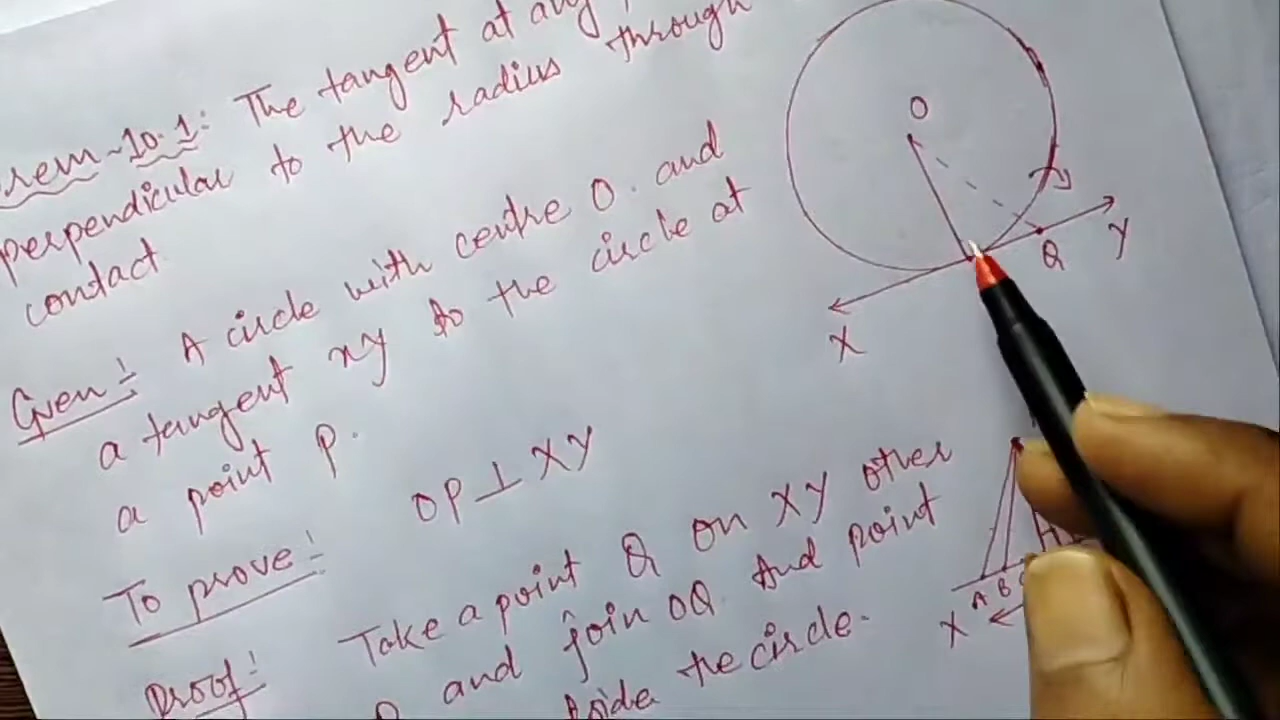 rem-10.1: The tangent at any
perpendicular to the radius through
contact
Given:- A circle with centre O. and
a tangent xy to the circle at
a point P.
To prove:- OP ⊥ XY
Proof:- Take a point Q on XY other
P and join OQ And point
the circle.
O
Q
Y
X
A B
X